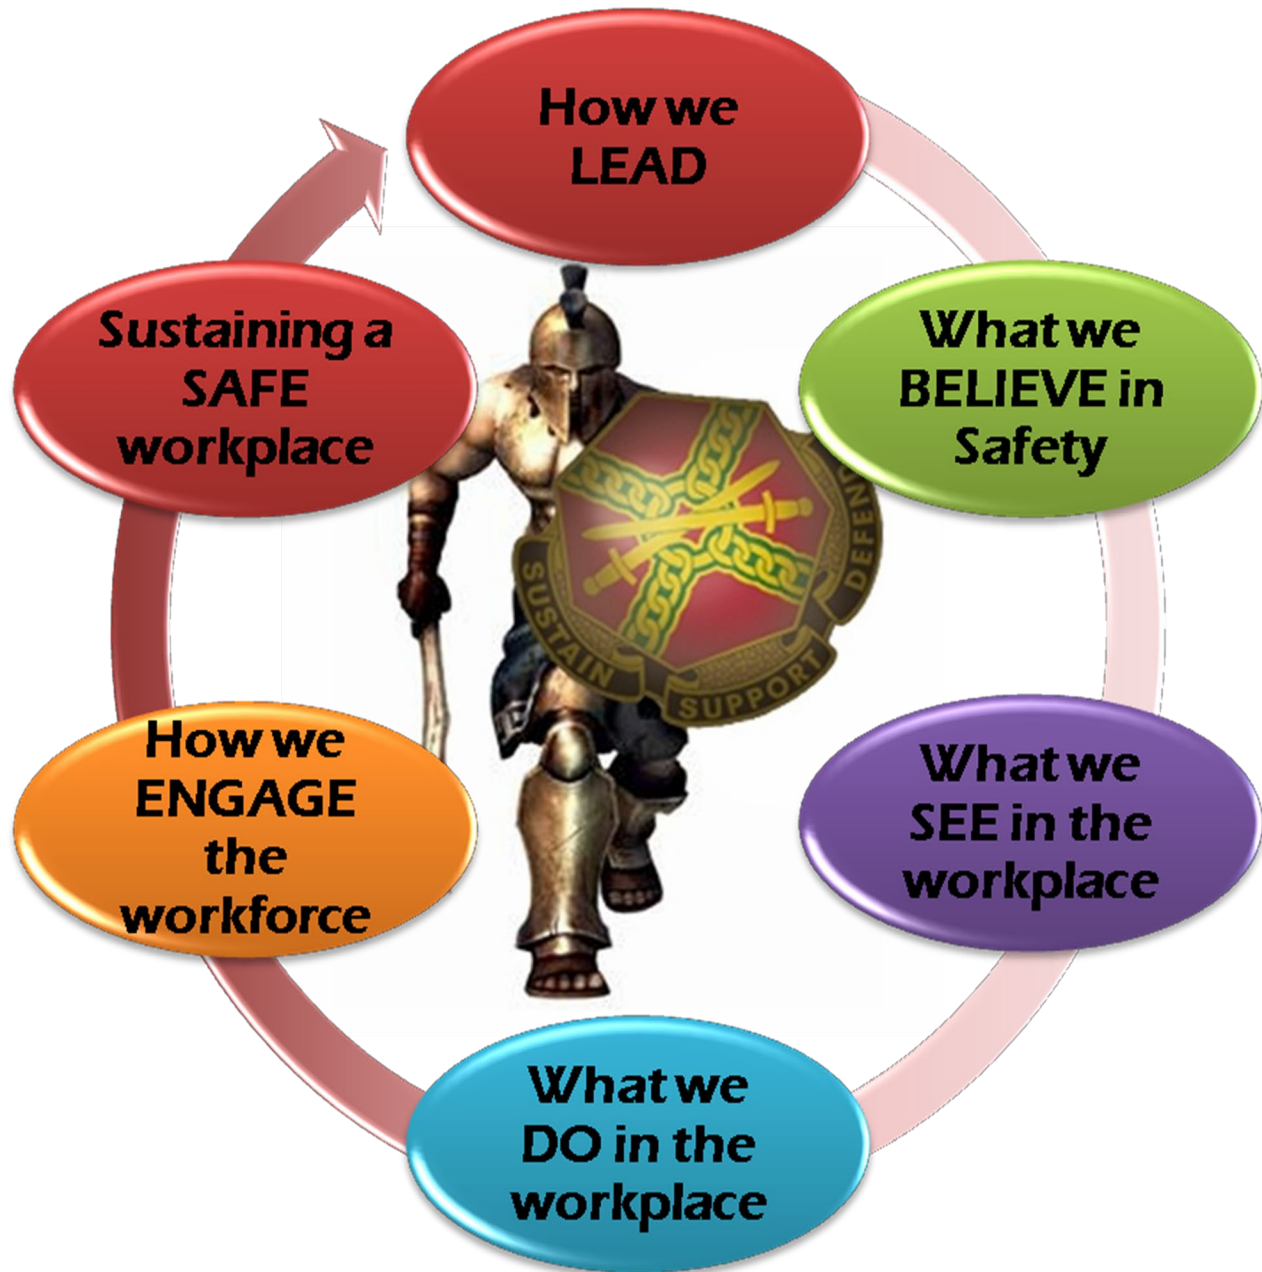 How we
LEAD
What we
BELIEVE in
Safety
What we
SEE in the
workplace
What we
DO in the
workplace
How we
ENGAGE
the
workforce
Sustaining a
SAFE
workplace
SUSTAIN
SUPPORT
DEFEND